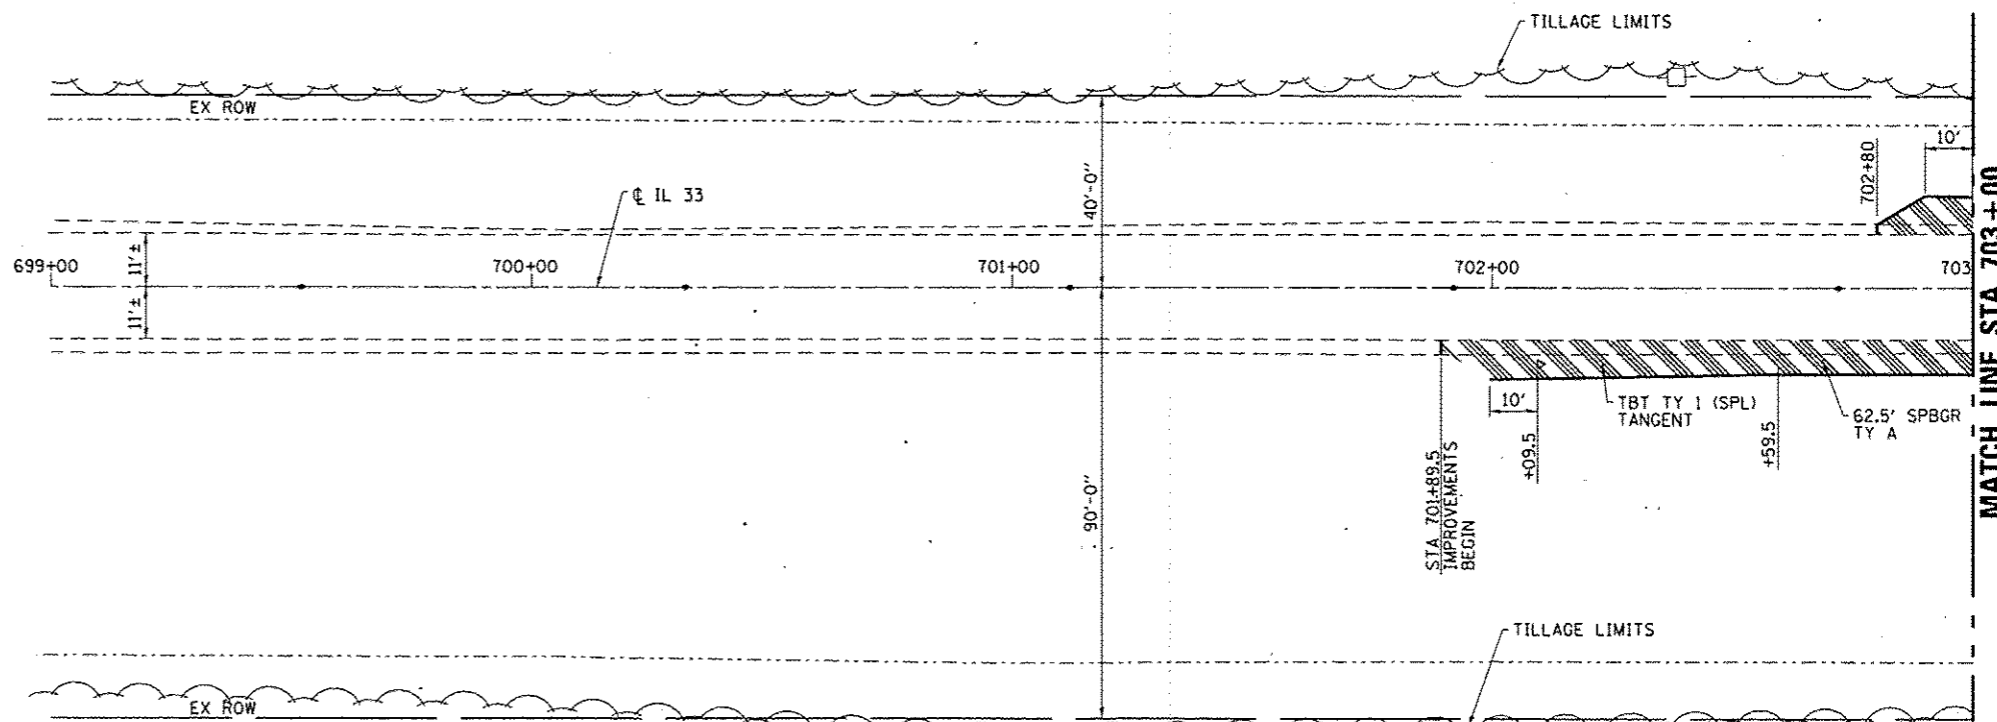 TILLAGE LIMITS
EX ROW
10'
702+80
40'-0"
℄ IL 33
11'±
699+00
700+00
701+00
702+00
703
11'±
MATCH LINE STA 703+00
10'
TBT TY 1 (SPL)
TANGENT
62.5' SPBGR
TY A
+09.5
+59.5
STA 701+89.5
IMPROVEMENTS
BEGIN
90'-0"
TILLAGE LIMITS
EX ROW